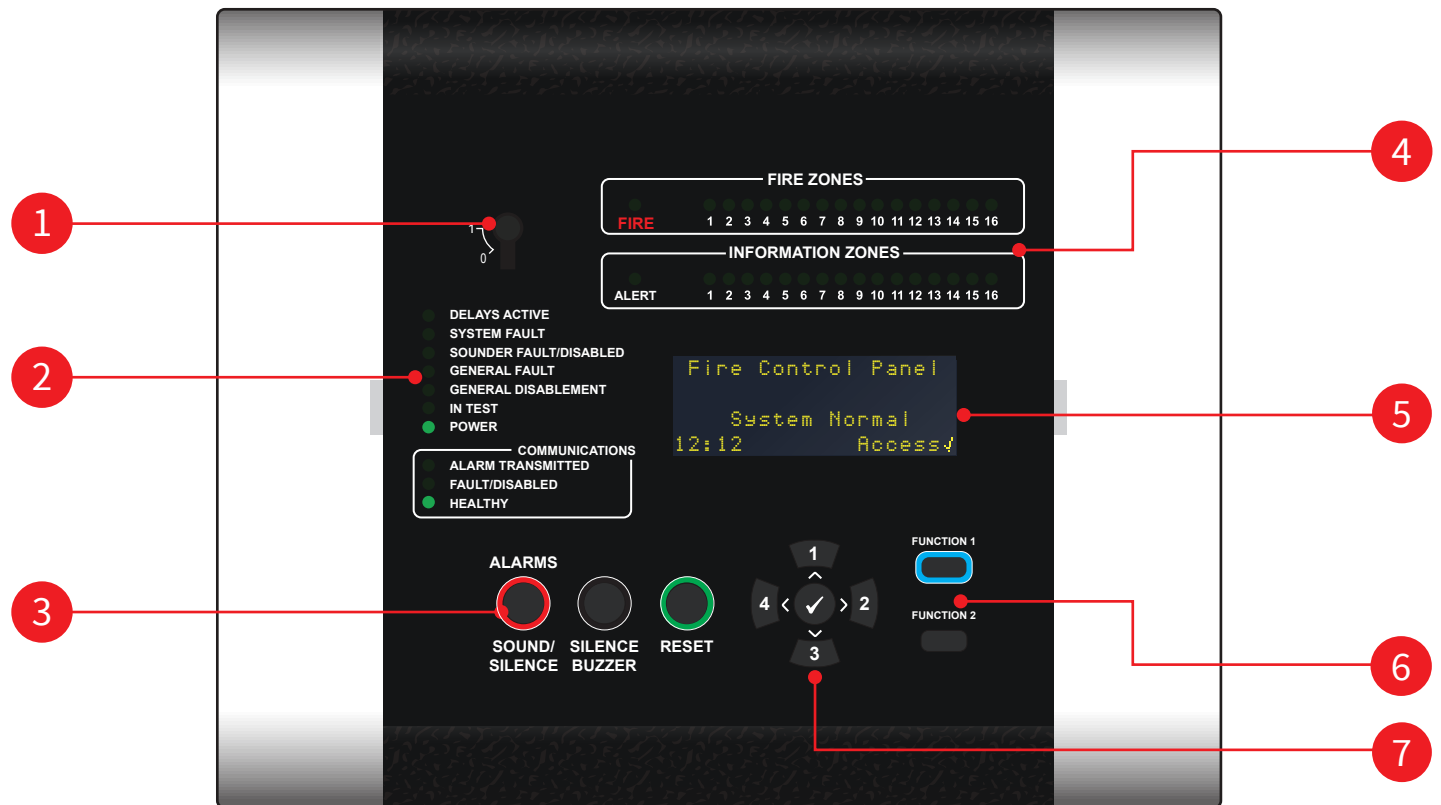 1
2
3
4
5
6
7
FIRE ZONES
FIRE 1 2 3 4 5 6 7 8 9 10 11 12 13 14 15 16
INFORMATION ZONES
ALERT 1 2 3 4 5 6 7 8 9 10 11 12 13 14 15 16
1
0
DELAYS ACTIVE
SYSTEM FAULT
SOUNDER FAULT/DISABLED
GENERAL FAULT
GENERAL DISABLEMENT
IN TEST
POWER
COMMUNICATIONS
ALARM TRANSMITTED
FAULT/DISABLED
HEALTHY
Fire Control Panel
System Normal
12:12 Access✓
ALARMS
SOUND/
SILENCE
SILENCE
BUZZER
RESET
1
4 ‹ ✓ › 2
3
FUNCTION 1
FUNCTION 2